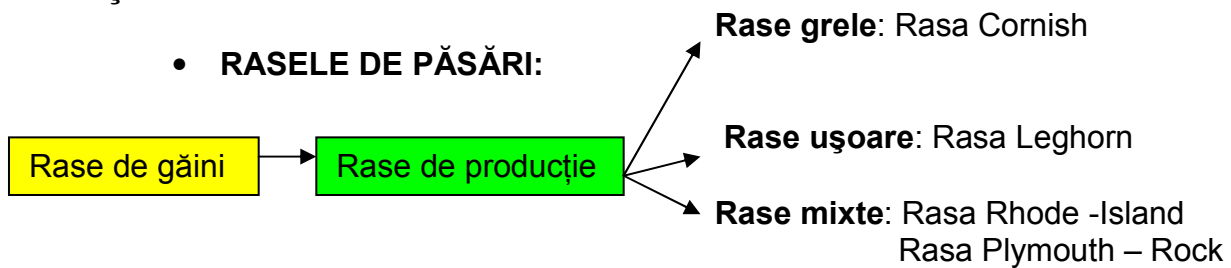 Rase grele: Rasa Cornish
• RASELE DE PĂSĂRI:
Rase de găini
Rase de producție
Rase uşoare: Rasa Leghorn
Rase mixte: Rasa Rhode -Island
Rasa Plymouth – Rock